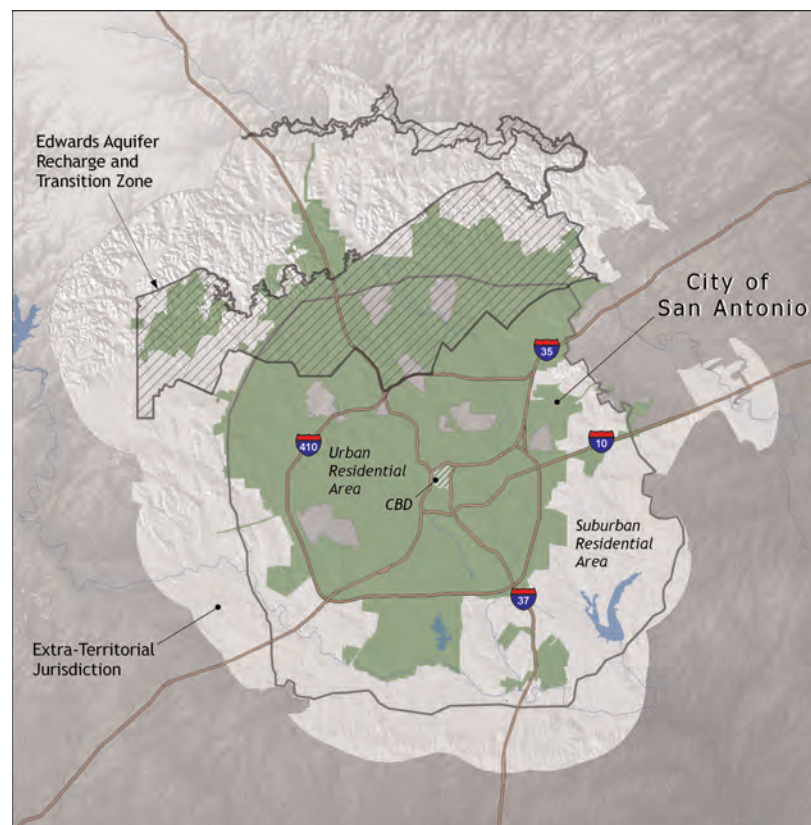 Edwards Aquifer
Recharge and
Transition Zone
City of
San Antonio
35
410
10
Urban
Residential
Area
CBD
Suburban
Residential
Area
37
Extra-Territorial
Jurisdiction